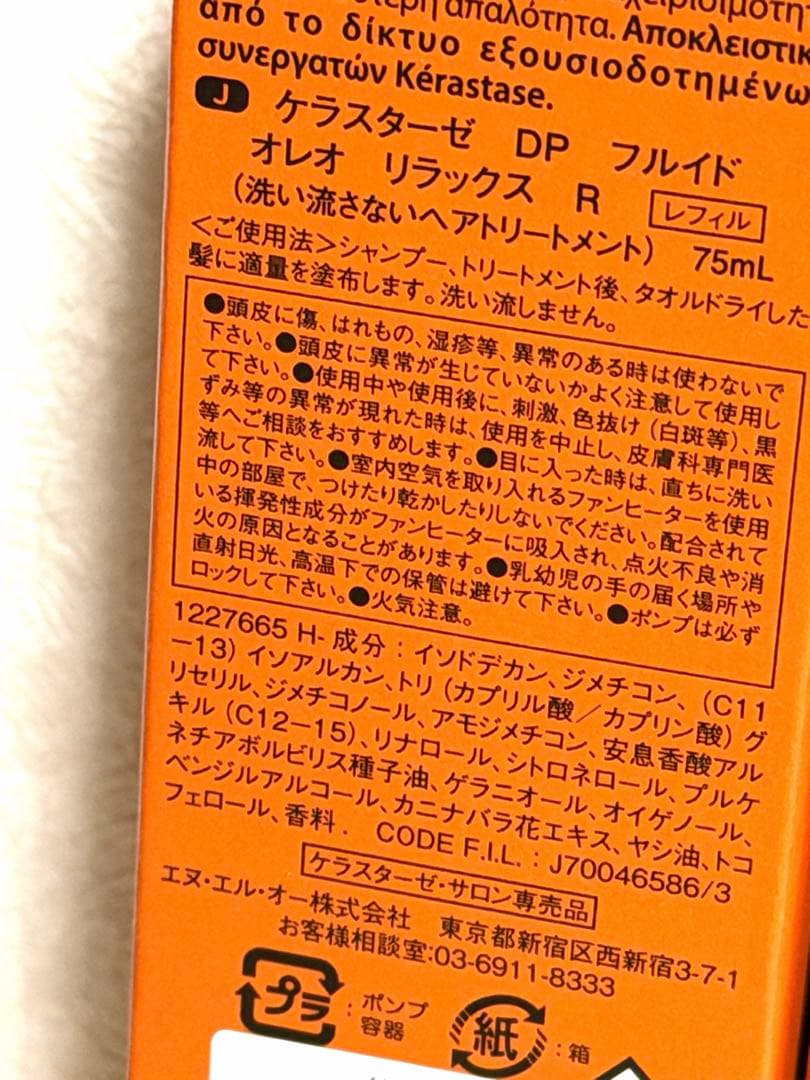 απαλότητα.
από το δίκτυο εξουσιοδοτημένω
συνεργατών Kérastase.
J ケラスターゼ DP フルイド
オレオ リラックス R レフィル
(洗い流さないヘアトリートメント) 75mL
＜ご使用法＞シャンプー、トリートメント後、タオルドライした
髪に適量を塗布します。洗い流しません。
●頭皮に傷、はれもの、湿疹等、異常のある時は使わないで
下さい。●頭皮に異常が生じていないかよく注意して使用し
て下さい。●使用中や使用後に、刺激、色抜け（白斑等）、黒
ずみ等の異常が現れた時は、使用を中止し、皮膚科専門医
等へご相談をおすすめします。●目に入った時は、直ちに洗い
流して下さい。●室内空気を取り入れるファンヒーターを使用
中の部屋で、つけたり乾かしたりしないでください。配合されて
いる揮発性成分がファンヒーターに吸入され、点火不良や消
火の原因となることがあります。●乳幼児の手の届く場所や
直射日光、高温下での保管は避けて下さい。●ポンプは必ず
ロックして下さい。●火気注意。
1227665 H- 成分：イソドデカン、ジメチコン、（C11
－13）イソアルカン、トリ（カプリル酸／カプリン酸）グ
リセリル、ジメチコノール、アモジメチコン、安息香酸アル
キル（C12－15）、リナロール、シトロネロール、プルケ
ネチアボルビリス種子油、ゲラニオール、オイゲノール、
ベンジルアルコール、カニナバラ花エキス、ヤシ油、トコ
フェロール、香料． CODE F.I.L.：J70046586/3
ケラスターゼ・サロン専売品
エヌ・エル・オー株式会社 東京都新宿区西新宿3-7-1
お客様相談室:03-6911-8333
プラ：ポンプ
容器
紙：箱